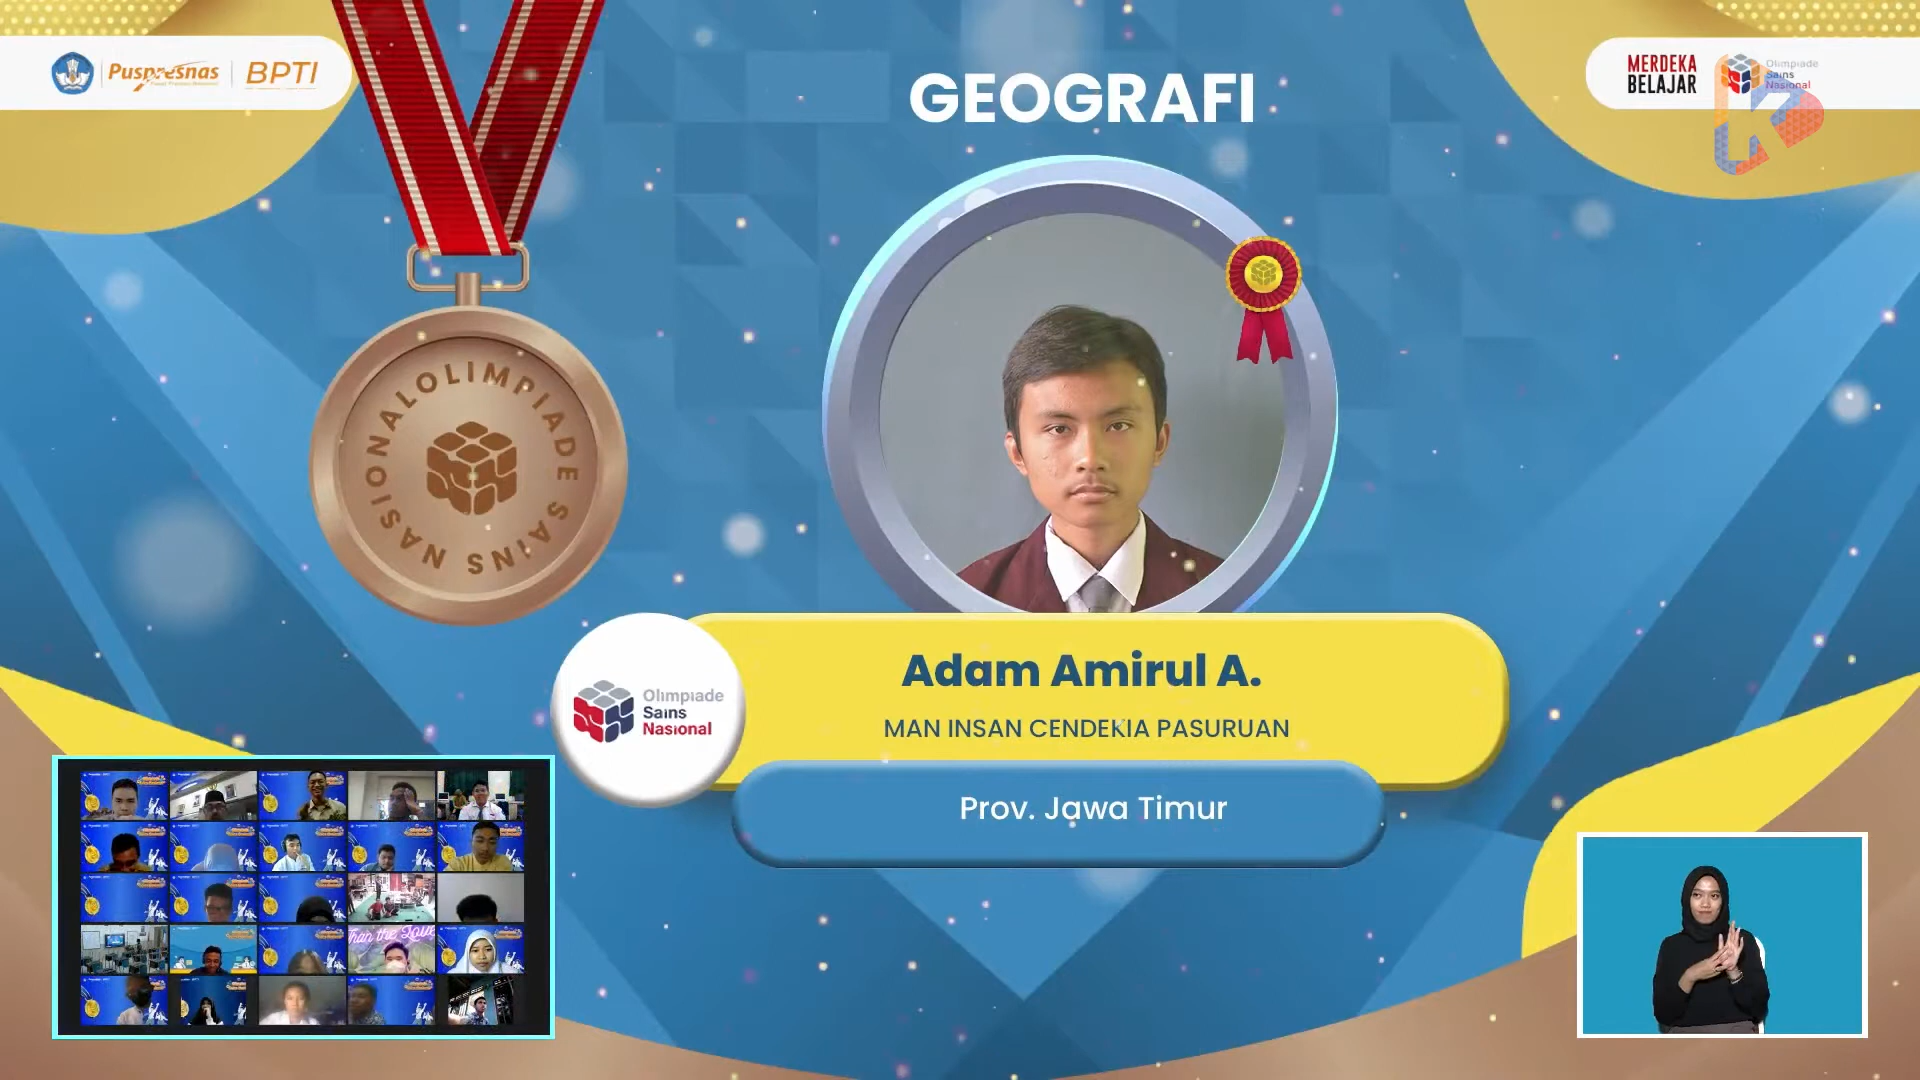 Puspresnas
BPTI
GEOGRAFI
MERDEKA
BELAJAR
Olimpiade
Sains
Nasional
OLIMPIADE SAINS NASIONAL
Adam Amirul A.
MAN INSAN CENDEKIA PASURUAN
Olimpiade
Sains
Nasional
Prov. Jawa Timur